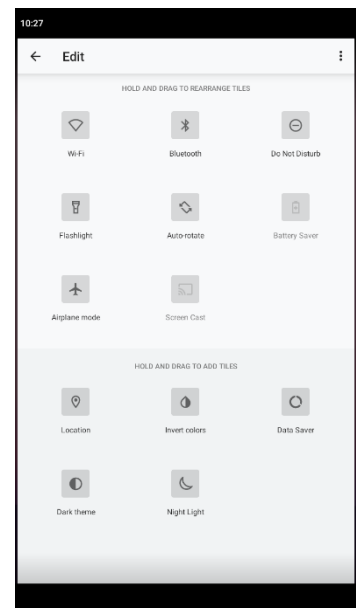 10:27
Edit
HOLD AND DRAG TO REARRANGE TILES
Wi-Fi Bluetooth Do Not Disturb
Flashlight Auto-rotate Battery Saver
Airplane mode Screen Cast
HOLD AND DRAG TO ADD TILES
Location Invert colors Data Saver
Dark theme Night Light